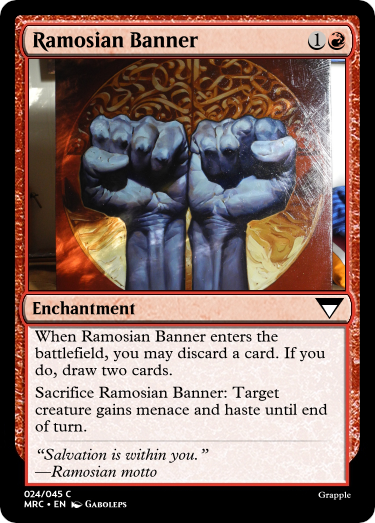 Ramosian Banner 1
Enchantment
When Ramosian Banner enters the
battlefield, you may discard a card. If you
do, draw two cards.
Sacrifice Ramosian Banner: Target
creature gains menace and haste until end
of turn.
“Salvation is within you.”
—Ramosian motto
024/045 C
Grapple
MRC • EN Gaboleps